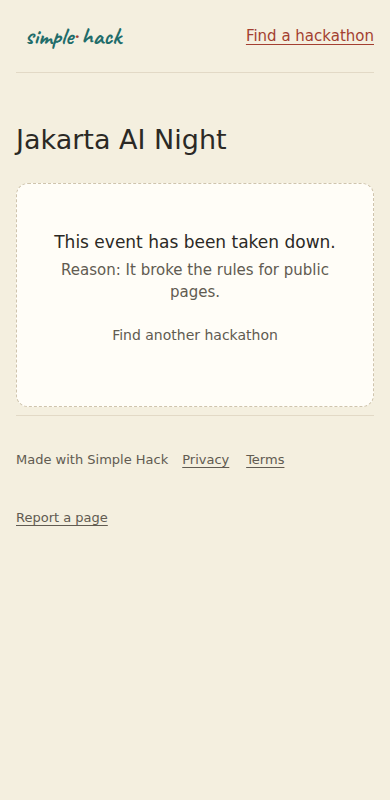 simple·hack
Find a hackathon
Jakarta AI Night
This event has been taken down.
Reason: It broke the rules for public
pages.
Find another hackathon
Made with Simple Hack Privacy Terms
Report a page